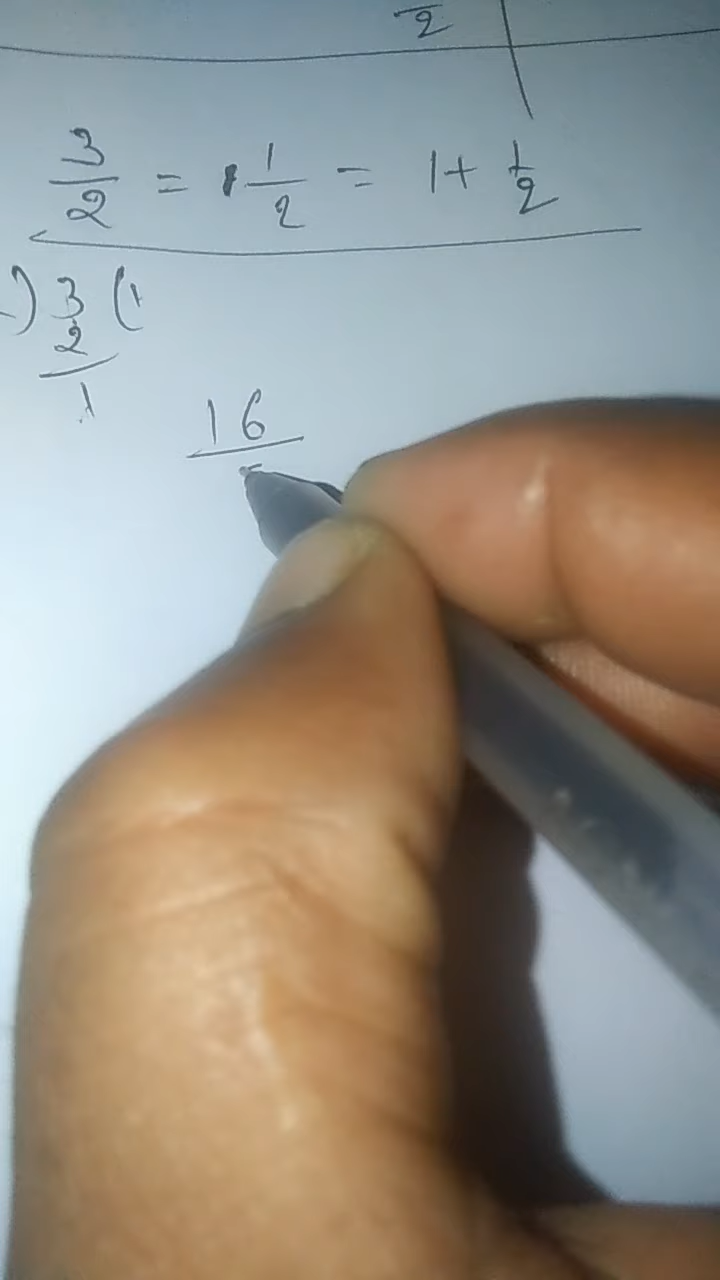 2
3/2 = 1 1/2 = 1 + 1/2
) 3 ( 1
2
1
16